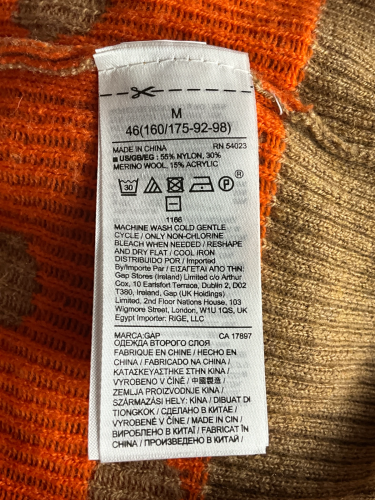 M
46(160/175-92-98)
MADE IN CHINA RN 54023
■ US/GB/EG : 55% NYLON, 30%
MERINO WOOL, 15% ACRYLIC
30 P ®
1166
MACHINE WASH COLD GENTLE
CYCLE / ONLY NON-CHLORINE
BLEACH WHEN NEEDED / RESHAPE
AND DRY FLAT / COOL IRON
DISTRIBUIDO POR / Imported
By/Importe Par / ΕΙΣΑΓΕΤΑΙ ΑΠΟ ΤΗΝ:
Gap Stores (Ireland) Limited c/o Arthur
Cox, 10 Earlsfort Terrace, Dublin 2, D02
T380, Ireland, Gap (UK Holdings)
Limited, 2nd Floor Nations House, 103
Wigmore Street, London, W1U 1QS, UK
Egypt Importer: RIGE, LLC
MARCA:GAP CA 17897
ОДЕЖДА ВТОРОГО СЛОЯ
FABRIQUE EN CHINE / HECHO EN
CHINA / FABRICADO NA CHINA /
ΚΑΤΑΣΚΕΥΑΣΤΗΚΕ ΣΤΗΝ ΚΙΝΑ /
VYROBENO V ČÍNĚ / 中國製造 /
ZEMLJA PROIZVODNJE KINA /
SZÁRMAZÁSI HELY: KÍNA / DIBUAT DI
TIONGKOK / СДЕЛАНО В КИТАЕ /
VYROBENÉ V ČÍNE / MADE IN CIN /
ВИРОБЛЕНО В КИТАЇ / FABRICAT ÎN
CHINA / ПРОИЗВЕДЕНО В КИТАЙ /